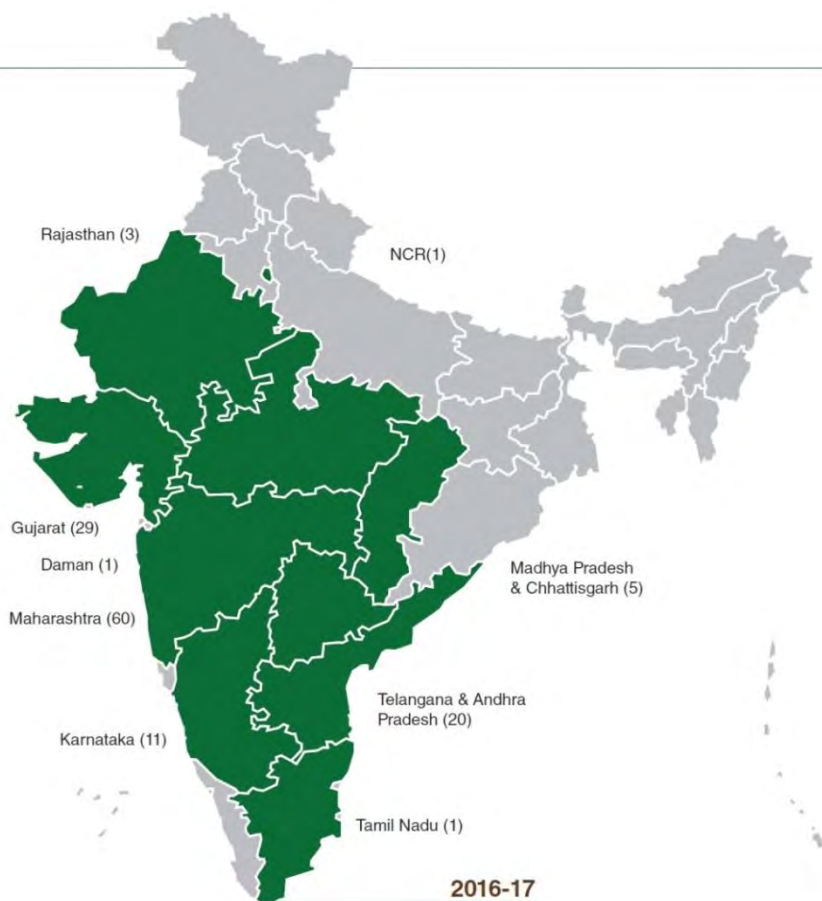 Rajasthan (3)
NCR(1)
Gujarat (29)
Daman (1)
Madhya Pradesh
& Chhattisgarh (5)
Maharashtra (60)
Telangana & Andhra
Pradesh (20)
Karnataka (11)
Tamil Nadu (1)
2016-17